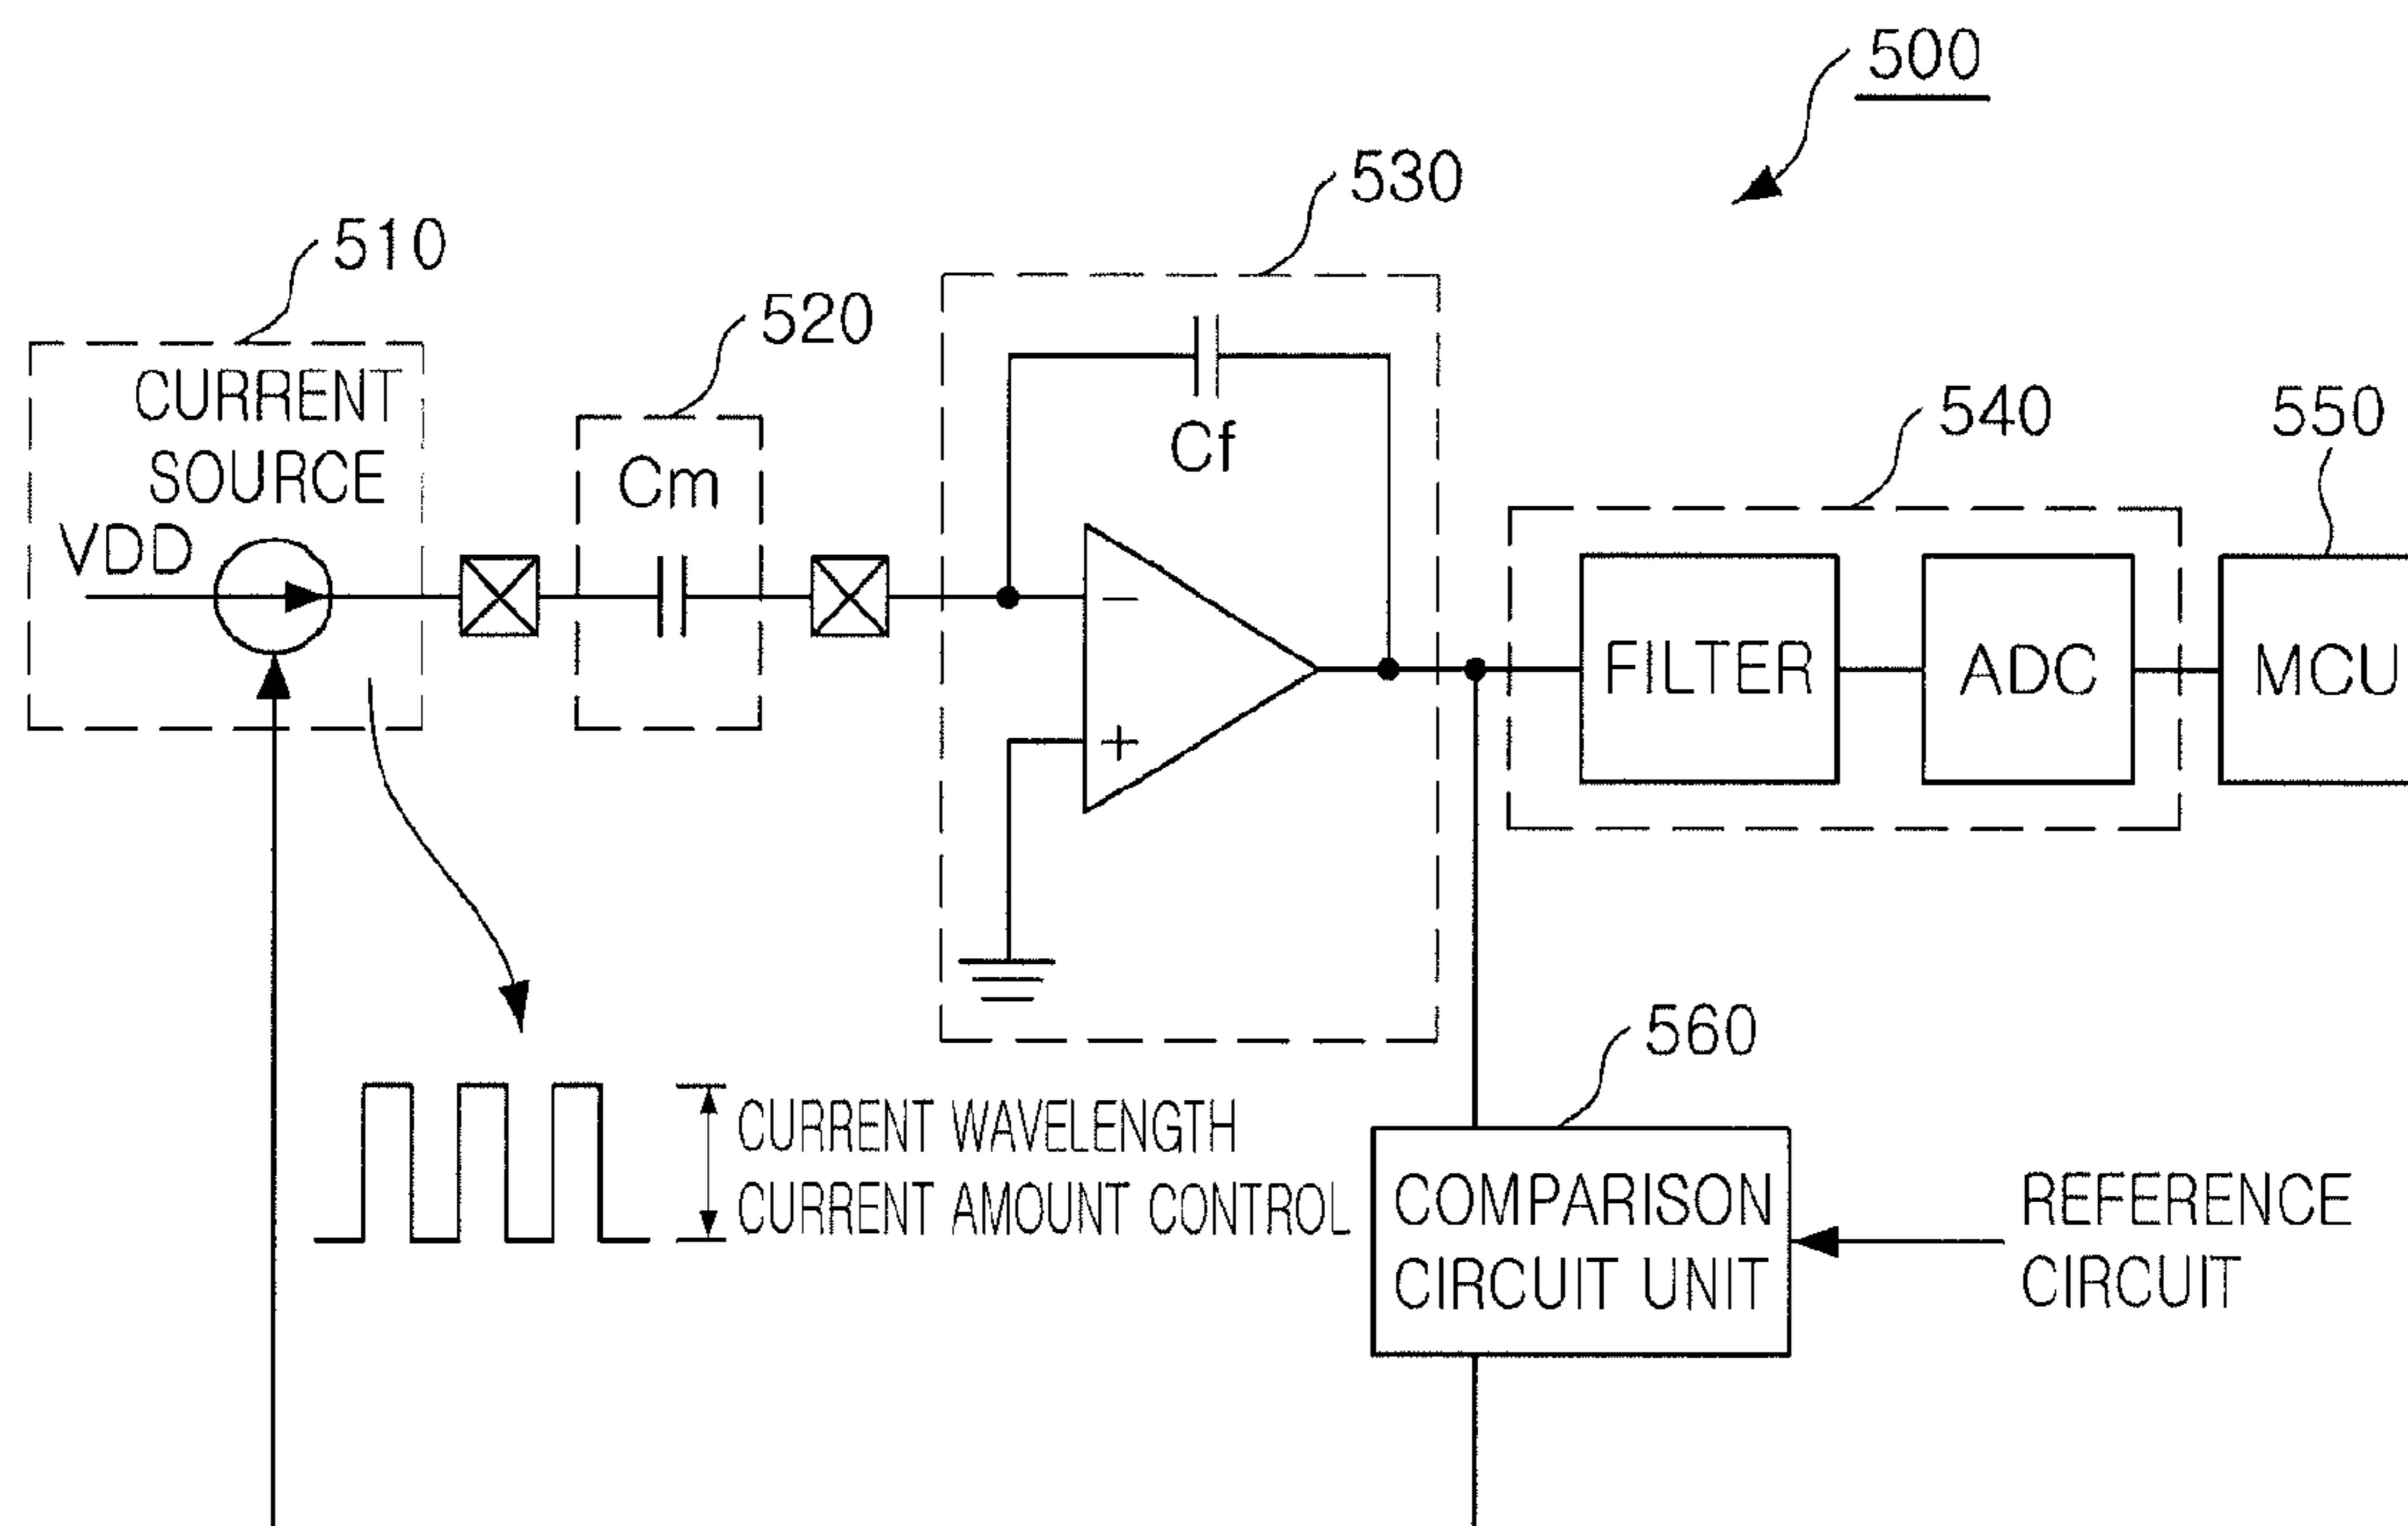 500
530
510
520
CURRENT
SOURCE
VDD
Cm
Cf
540
550
−
+
FILTER
ADC
MCU
560
CURRENT WAVELENGTH
CURRENT AMOUNT CONTROL
COMPARISON
CIRCUIT UNIT
REFERENCE
CIRCUIT